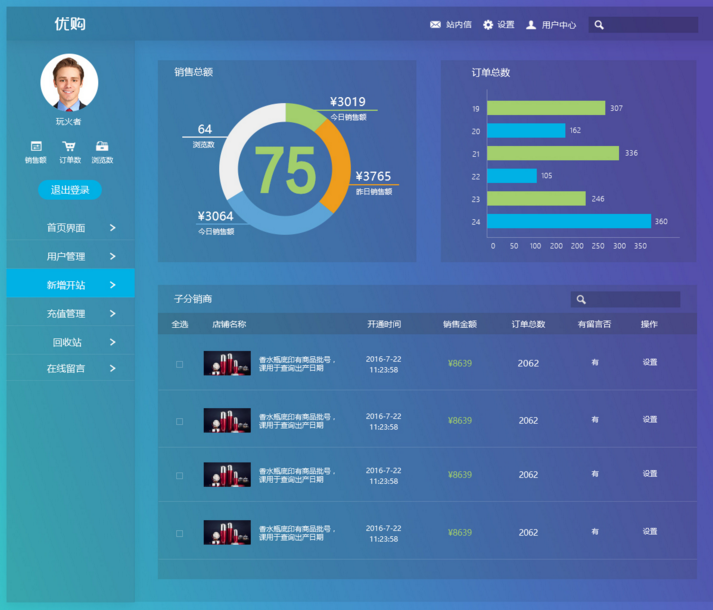 优购
站内信
设置
用户中心
玩火者
销售额
订单数
浏览数
退出登录
首页界面
用户管理
新增开站
充值管理
回收站
在线留言
销售总额
¥3019
今日销售额
64
浏览数
75
¥3765
昨日销售额
¥3064
今日销售额
订单总数
19
307
20
162
21
336
22
105
23
246
24
360
0 50 100 200 200 250 300 350
子分销商
全选 店铺名称 开通时间 销售金额 订单总数 有留言否 操作
香水瓶底印有商品批号，
课用于查询出产日期
2016-7-22
11:23:58
¥8639
2062
有
设置
香水瓶底印有商品批号，
课用于查询出产日期
2016-7-22
11:23:58
¥8639
2062
有
设置
香水瓶底印有商品批号，
课用于查询出产日期
2016-7-22
11:23:58
¥8639
2062
有
设置
香水瓶底印有商品批号，
课用于查询出产日期
2016-7-22
11:23:58
¥8639
2062
有
设置